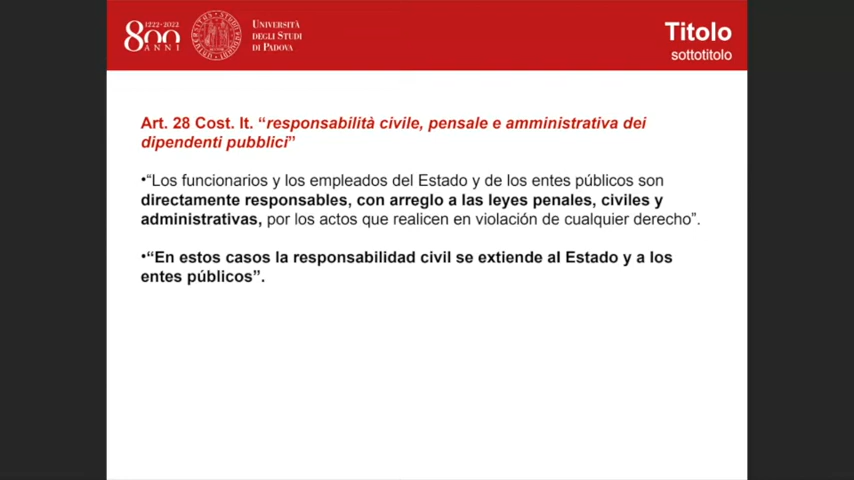 1222-2022
800
ANNI
UNIVERSITÀ
DEGLI STUDI
DI PADOVA
Titolo
sottotitolo
Art. 28 Cost. It. “responsabilità civile, pensale e amministrativa dei
dipendenti pubblici”
•“Los funcionarios y los empleados del Estado y de los entes públicos son
directamente responsables, con arreglo a las leyes penales, civiles y
administrativas, por los actos que realicen en violación de cualquier derecho”.
•“En estos casos la responsabilidad civil se extiende al Estado y a los
entes públicos”.